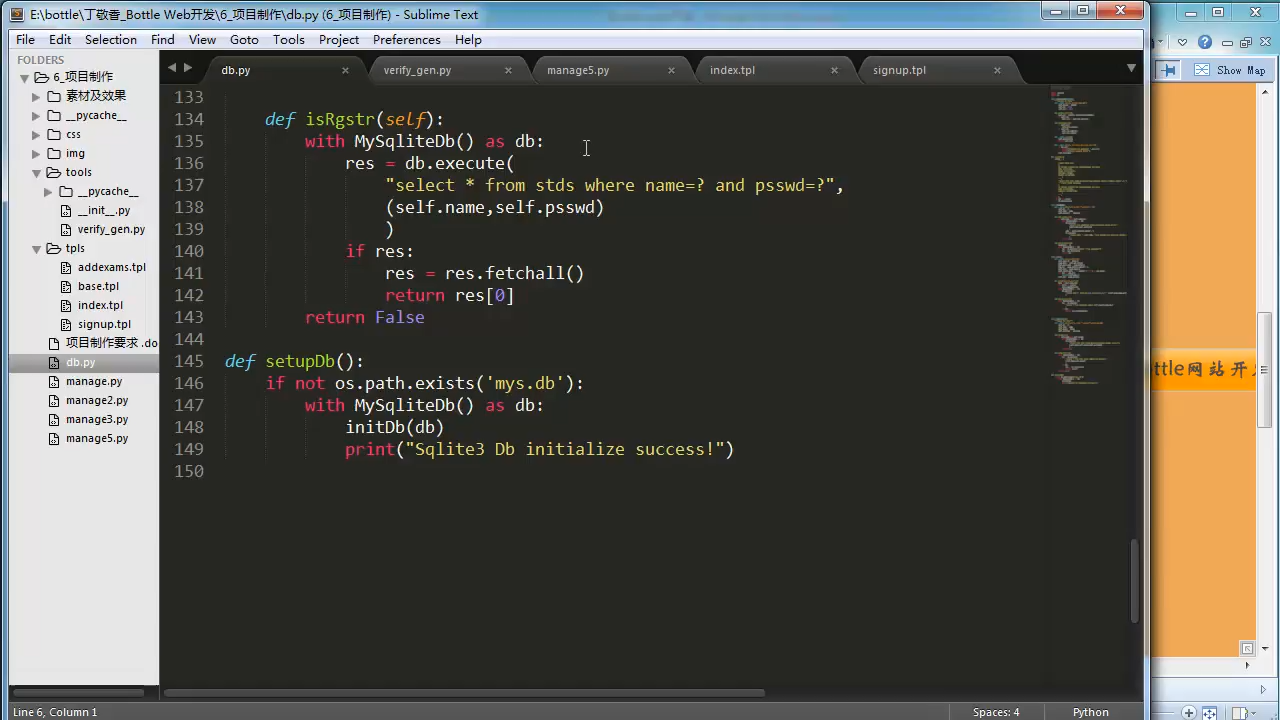 E:\bottle\丁敬香_Bottle Web开发\6_项目制作\db.py (6_项目制作) - Sublime Text
File Edit Selection Find View Goto Tools Project Preferences Help
FOLDERS
6_项目制作
素材及效果
__pycache__
css
img
tools
__pycache__
__init__.py
verify_gen.py
tpls
addexams.tpl
base.tpl
index.tpl
signup.tpl
项目制作要求 .do
db.py
manage.py
manage2.py
manage3.py
manage5.py
db.py verify_gen.py manage5.py index.tpl signup.tpl
133
134 def isRgstr(self):
135 with MySqliteDb() as db:
136 res = db.execute(
137 "select * from stds where name=? and psswd=?",
138 (self.name,self.psswd)
139 )
140 if res:
141 res = res.fetchall()
142 return res[0]
143 return False
144
145 def setupDb():
146 if not os.path.exists('mys.db'):
147 with MySqliteDb() as db:
148 initDb(db)
149 print("Sqlite3 Db initialize success!")
150
Show Map
ttle网站开
Line 6, Column 1 Spaces: 4 Python